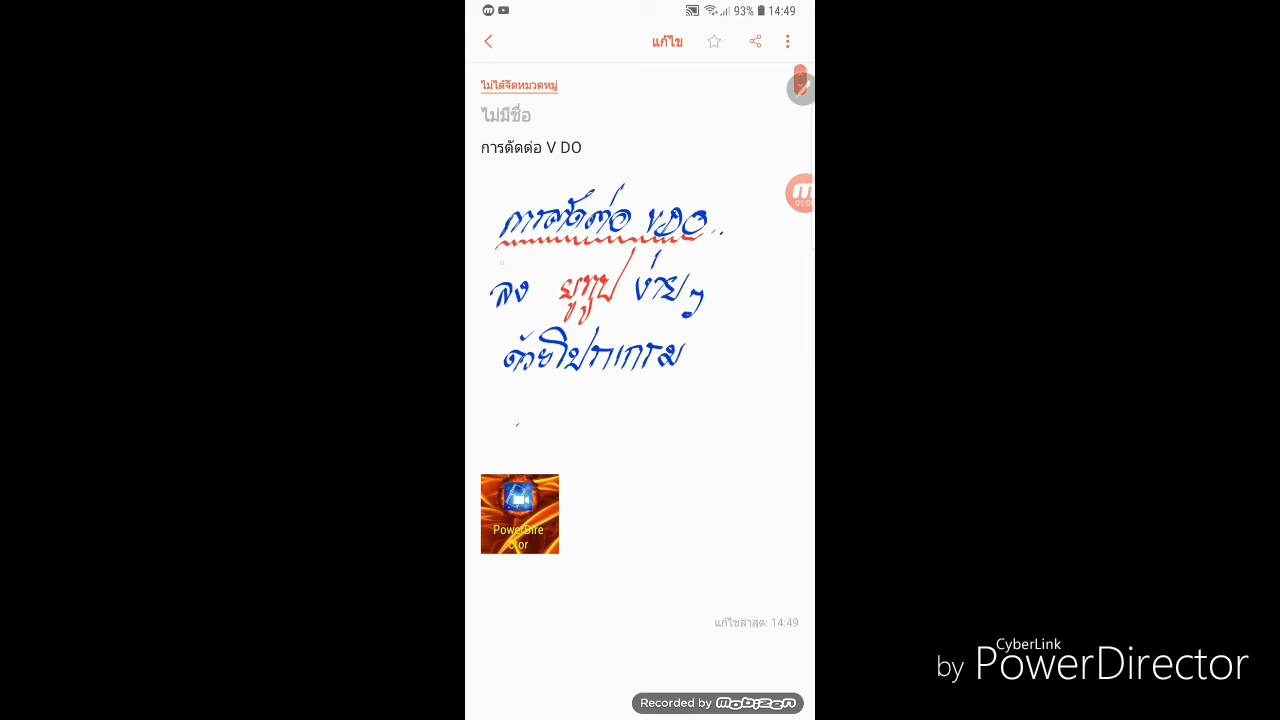 93% 14:49
แก้ไข
ไม่ได้จัดหมวดหมู่
ไม่มีชื่อ
การตัดต่อ V DO
การตัดต่อ VDO..
ลง ยูทูป ง่ายๆ
ด้วยโปรแกรม
PowerDire
ctor
แก้ไขล่าสุด: 14:49
CyberLink
by PowerDirector
Recorded by mobizen